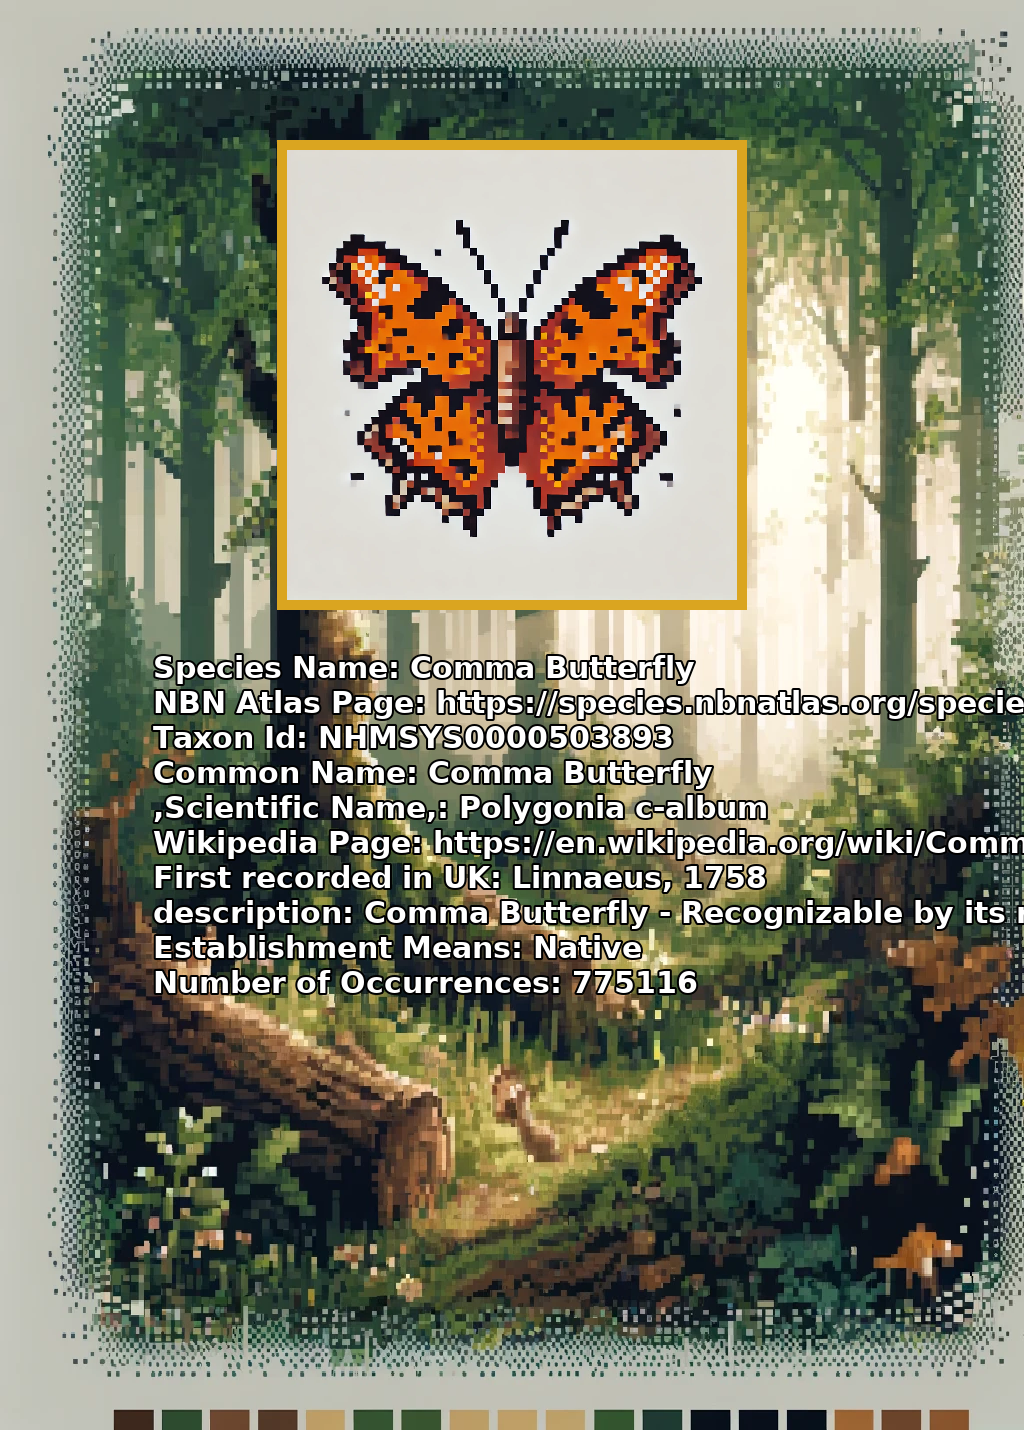 Species Name: Comma Butterfly
NBN Atlas Page: https://species.nbnatlas.org/specie
Taxon Id: NHMSYS0000503893
Common Name: Comma Butterfly
,Scientific Name,: Polygonia c-album
Wikipedia Page: https://en.wikipedia.org/wiki/Comm
First recorded in UK: Linnaeus, 1758
description: Comma Butterfly - Recognizable by its
Establishment Means: Native
Number of Occurrences: 775116